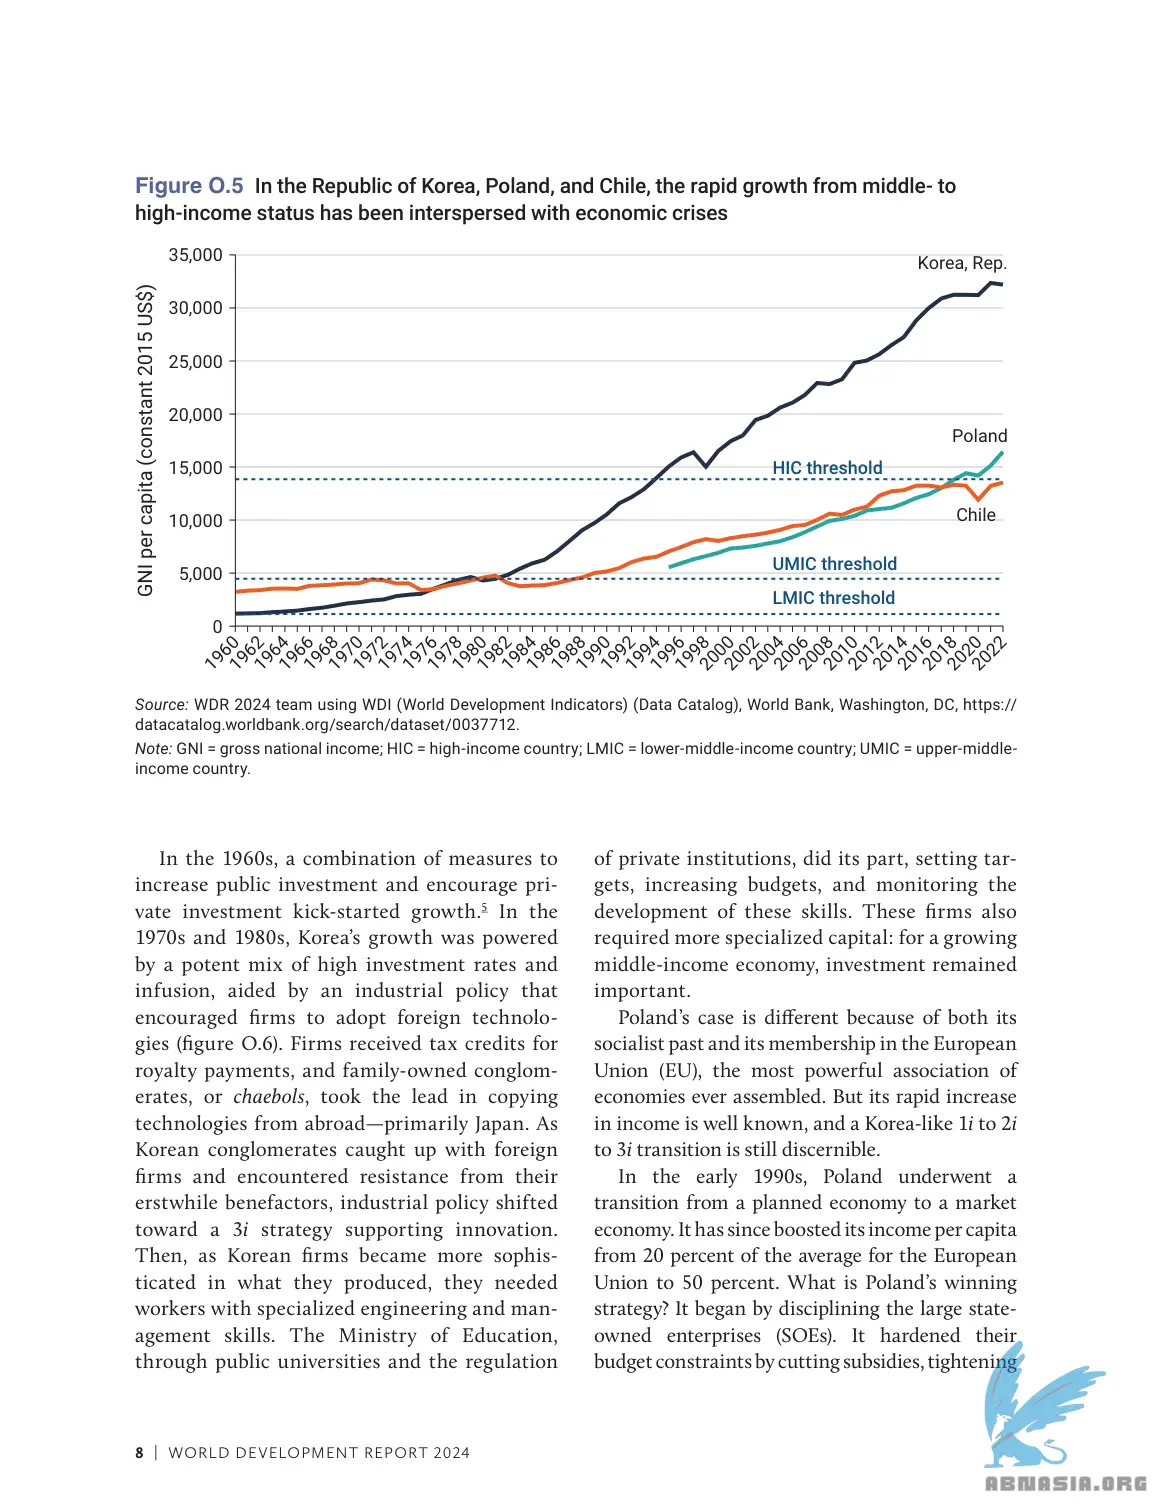 Figure O.5 In the Republic of Korea, Poland, and Chile, the rapid growth from middle- to
high-income status has been interspersed with economic crises
GNI per capita (constant 2015 US$)
35,000
30,000
25,000
20,000
15,000
10,000
5,000
0
Korea, Rep.
Poland
HIC threshold
Chile
UMIC threshold
LMIC threshold
1960
1962
1964
1966
1968
1970
1972
1974
1976
1978
1980
1982
1984
1986
1988
1990
1992
1994
1996
1998
2000
2002
2004
2006
2008
2010
2012
2014
2016
2018
2020
2022
Source: WDR 2024 team using WDI (World Development Indicators) (Data Catalog), World Bank, Washington, DC, https://
datacatalog.worldbank.org/search/dataset/0037712.
Note: GNI = gross national income; HIC = high-income country; LMIC = lower-middle-income country; UMIC = upper-middle-
income country.
In the 1960s, a combination of measures to
increase public investment and encourage pri-
vate investment kick-started growth.5 In the
1970s and 1980s, Korea’s growth was powered
by a potent mix of high investment rates and
infusion, aided by an industrial policy that
encouraged firms to adopt foreign technolo-
gies (figure O.6). Firms received tax credits for
royalty payments, and family-owned conglom-
erates, or chaebols, took the lead in copying
technologies from abroad—primarily Japan. As
Korean conglomerates caught up with foreign
firms and encountered resistance from their
erstwhile benefactors, industrial policy shifted
toward a 3i strategy supporting innovation.
Then, as Korean firms became more sophis-
ticated in what they produced, they needed
workers with specialized engineering and man-
agement skills. The Ministry of Education,
through public universities and the regulation
of private institutions, did its part, setting tar-
gets, increasing budgets, and monitoring the
development of these skills. These firms also
required more specialized capital: for a growing
middle-income economy, investment remained
important.
Poland’s case is different because of both its
socialist past and its membership in the European
Union (EU), the most powerful association of
economies ever assembled. But its rapid increase
in income is well known, and a Korea-like 1i to 2i
to 3i transition is still discernible.
In the early 1990s, Poland underwent a
transition from a planned economy to a market
economy. It has since boosted its income per capita
from 20 percent of the average for the European
Union to 50 percent. What is Poland’s winning
strategy? It began by disciplining the large state-
owned enterprises (SOEs). It hardened their
budget constraints by cutting subsidies, tightening
8 | WORLD DEVELOPMENT REPORT 2024
ABNASIA.ORG